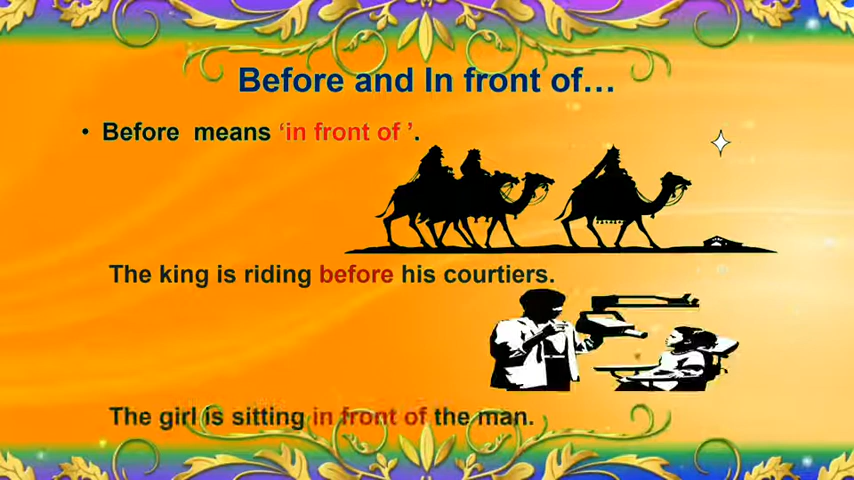 Before and In front of…
• Before means ‘in front of ’.
The king is riding before his courtiers.
The girl is sitting in front of the man.